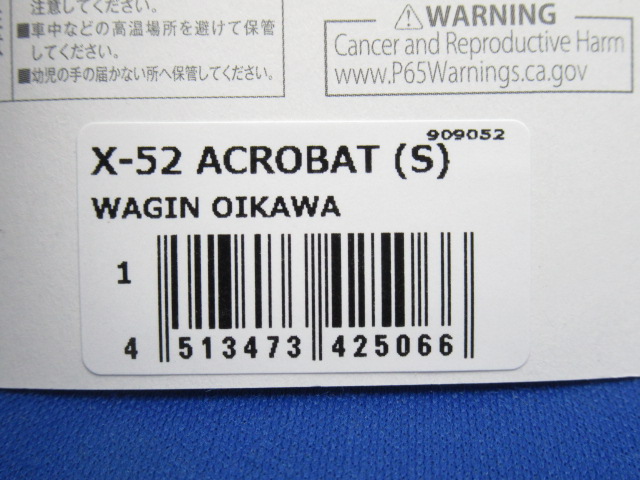 注意してください。
■車中などの高温場所を避けて保管
してください。
■幼児の手の届かない所へ保管してください。
⚠WARNING
Cancer and Reproductive Harm
www.P65Warnings.ca.gov
909052
X-52 ACROBAT (S)
WAGIN OIKAWA
1
4 513473 425066